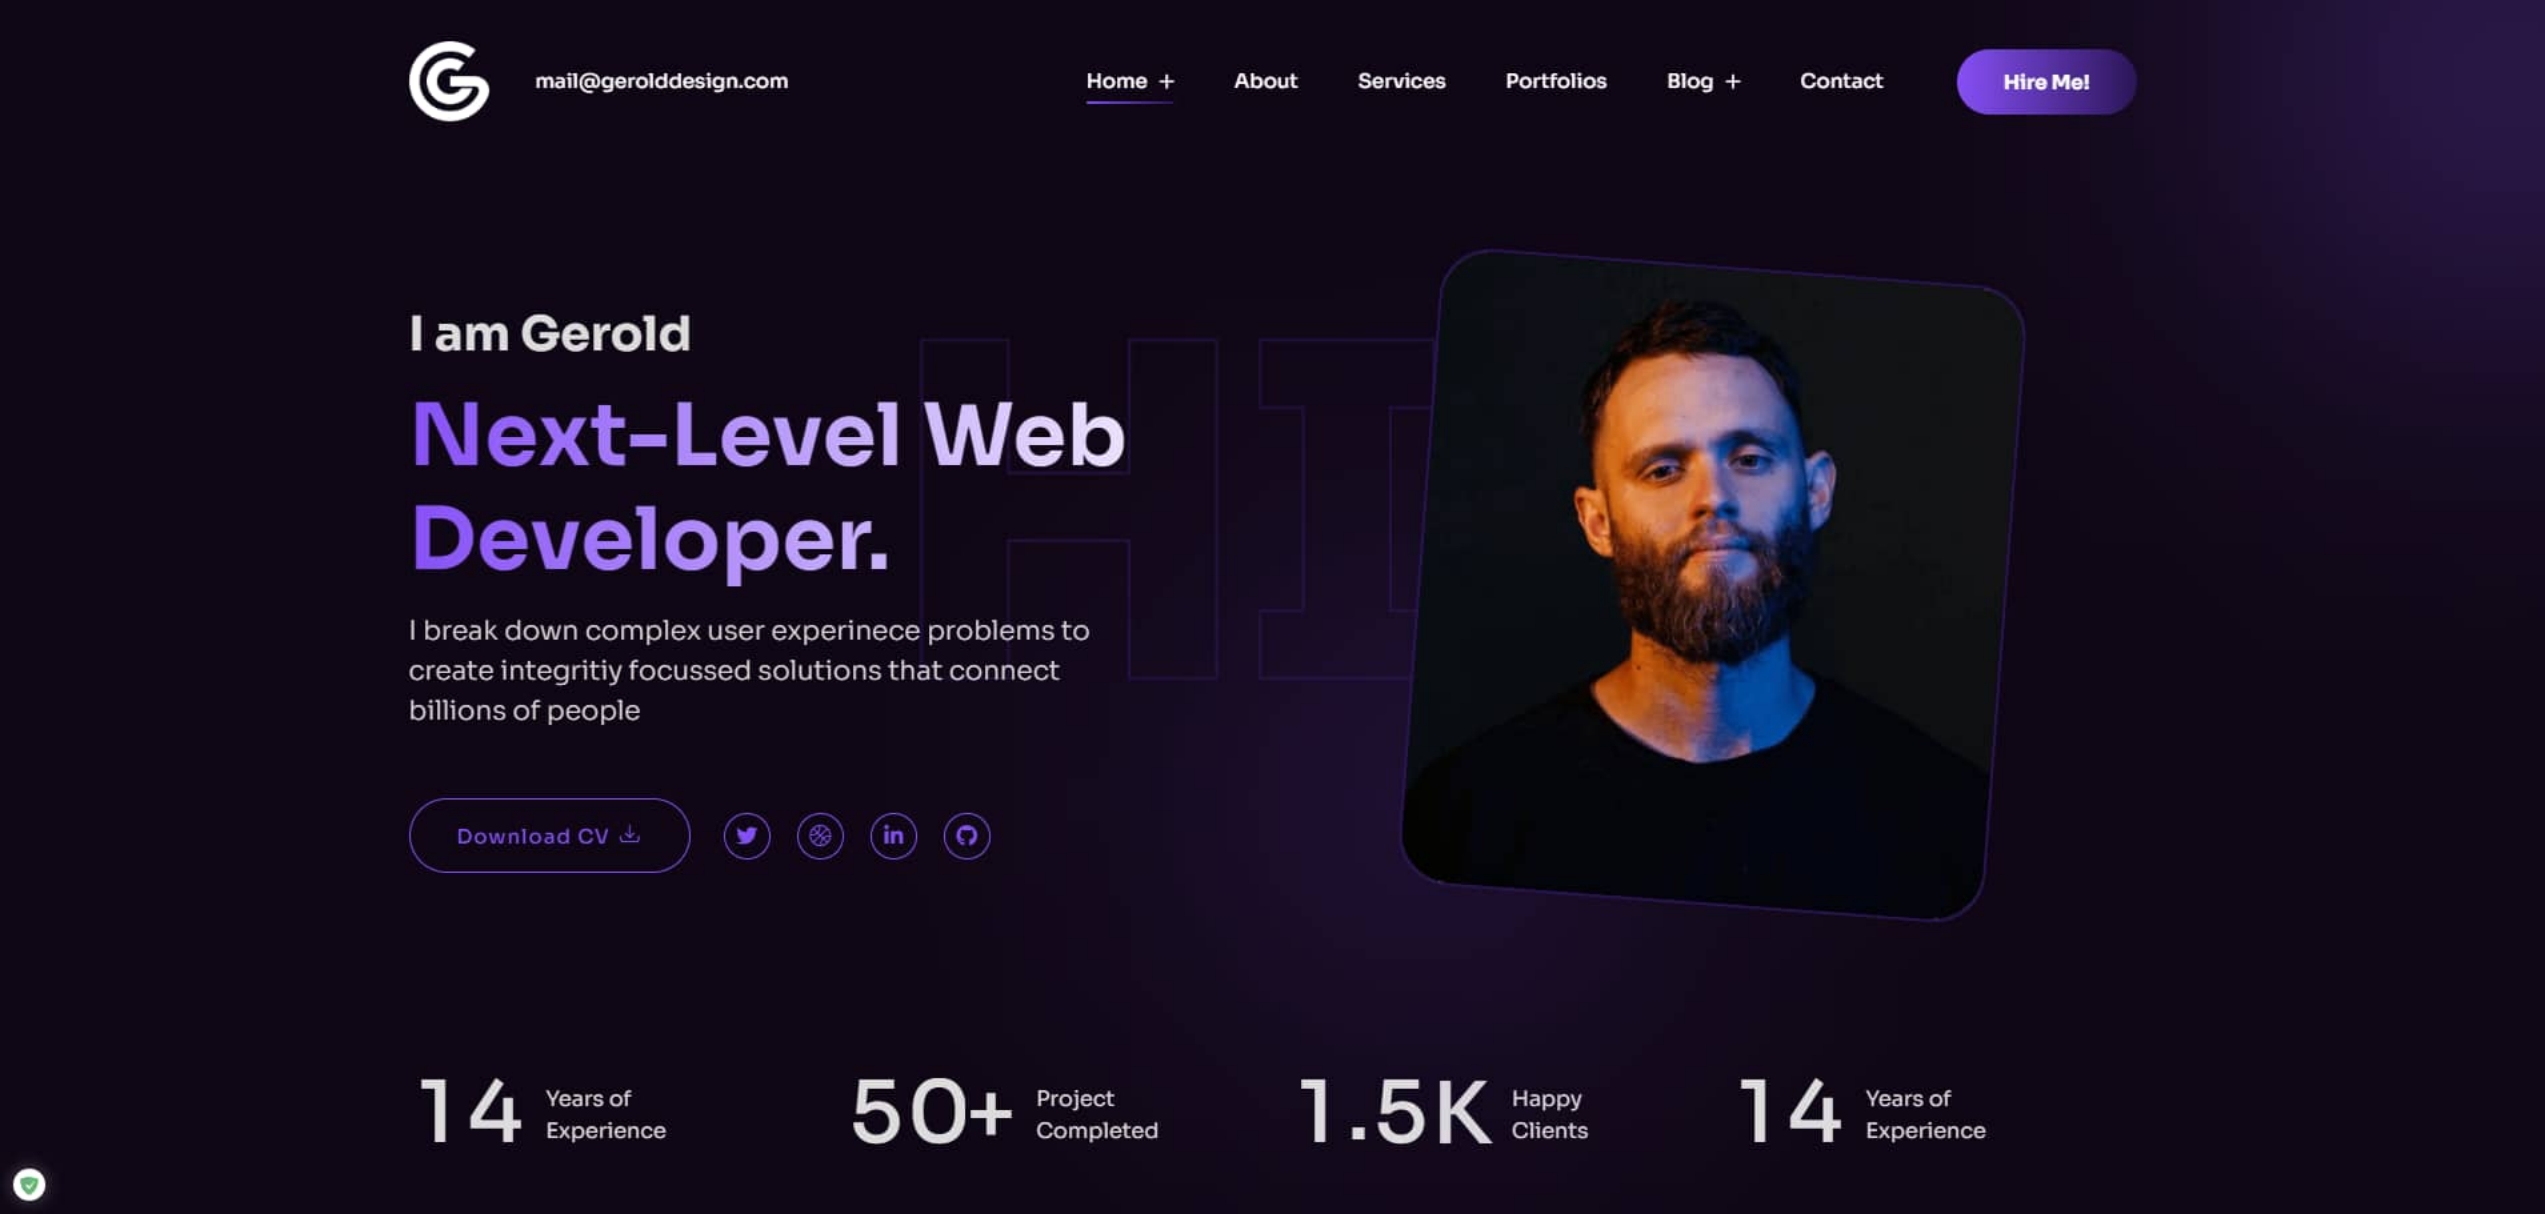 mail@gerolddesign.com
Home +
About
Services
Portfolios
Blog +
Contact
Hire Me!
HI
I am Gerold
Next-Level Web
Developer.
I break down complex user experinece problems to
create integritiy focussed solutions that connect
billions of people
Download CV
in
14
Years of
Experience
50+
Project
Completed
1.5K
Happy
Clients
14
Years of
Experience